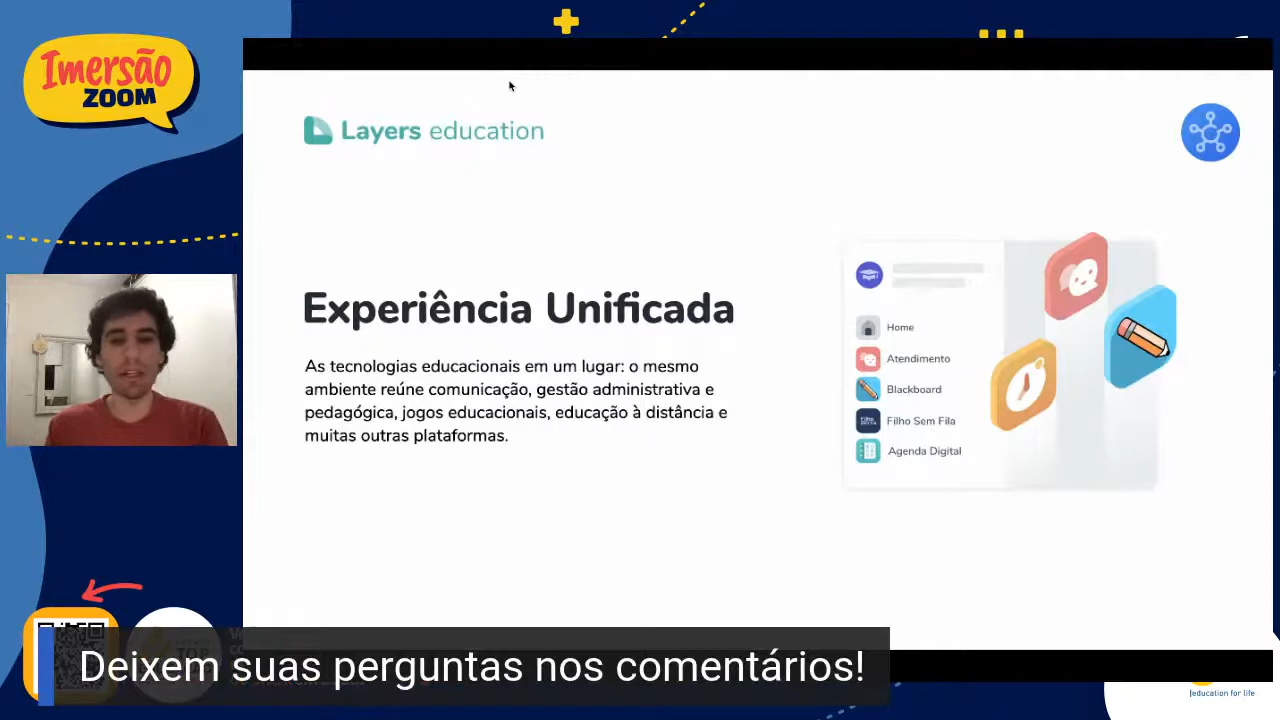 Imersão
ZOOM
Layers education
Experiência Unificada
As tecnologias educacionais em um lugar: o mesmo
ambiente reúne comunicação, gestão administrativa e
pedagógica, jogos educacionais, educação à distância e
muitas outras plataformas.
Home
Atendimento
Blackboard
Filho Sem Fila
Agenda Digital
Deixem suas perguntas nos comentários!
education for life